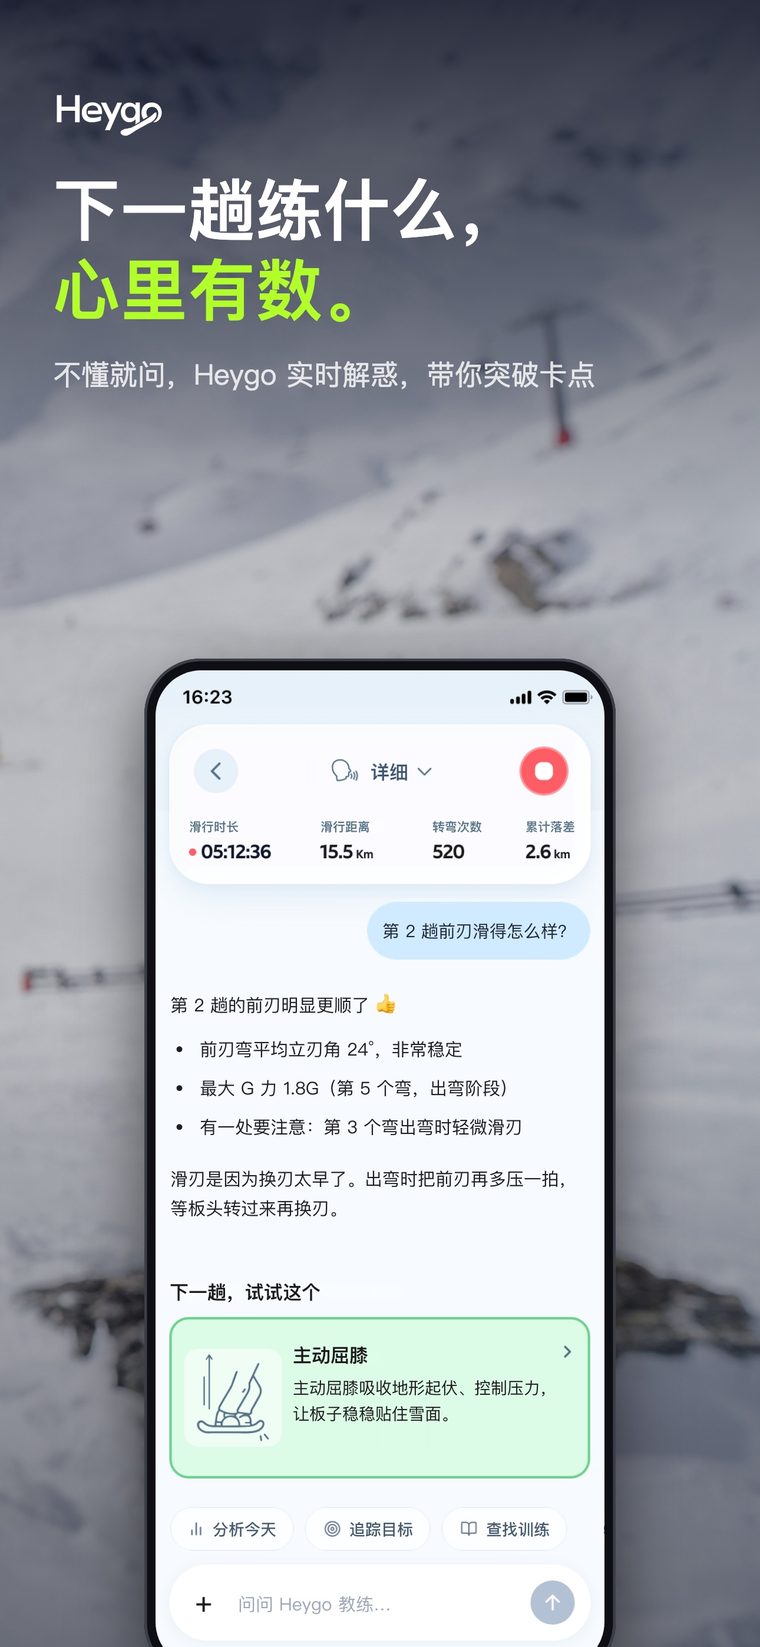 Heygo
下一趟练什么，
心里有数。
不懂就问，Heygo 实时解惑，带你突破卡点
16:23
详细
滑行时长 滑行距离 转弯次数 累计落差
05:12:36 15.5 Km 520 2.6 km
第 2 趟前刃滑得怎么样？
第 2 趟的前刃明显更顺了 👍
• 前刃弯平均立刃角 24°，非常稳定
• 最大 G 力 1.8G（第 5 个弯，出弯阶段）
• 有一处要注意：第 3 个弯出弯时轻微滑刃
滑刃是因为换刃太早了。出弯时把前刃再多压一拍，
等板头转过来再换刃。
下一趟，试试这个
主动屈膝
主动屈膝吸收地形起伏、控制压力，
让板子稳稳贴住雪面。
分析今天 追踪目标 查找训练
问问 Heygo 教练...